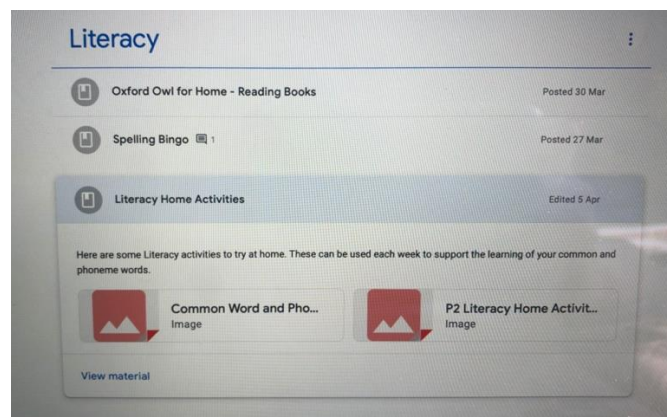 Literacy
Oxford Owl for Home - Reading Books
Posted 30 Mar
Spelling Bingo 1
Posted 27 Mar
Literacy Home Activities
Edited 5 Apr
Here are some Literacy activities to try at home. These can be used each week to support the learning of your common and
phoneme words.
Common Word and Pho...
Image
P2 Literacy Home Activit...
Image
View material